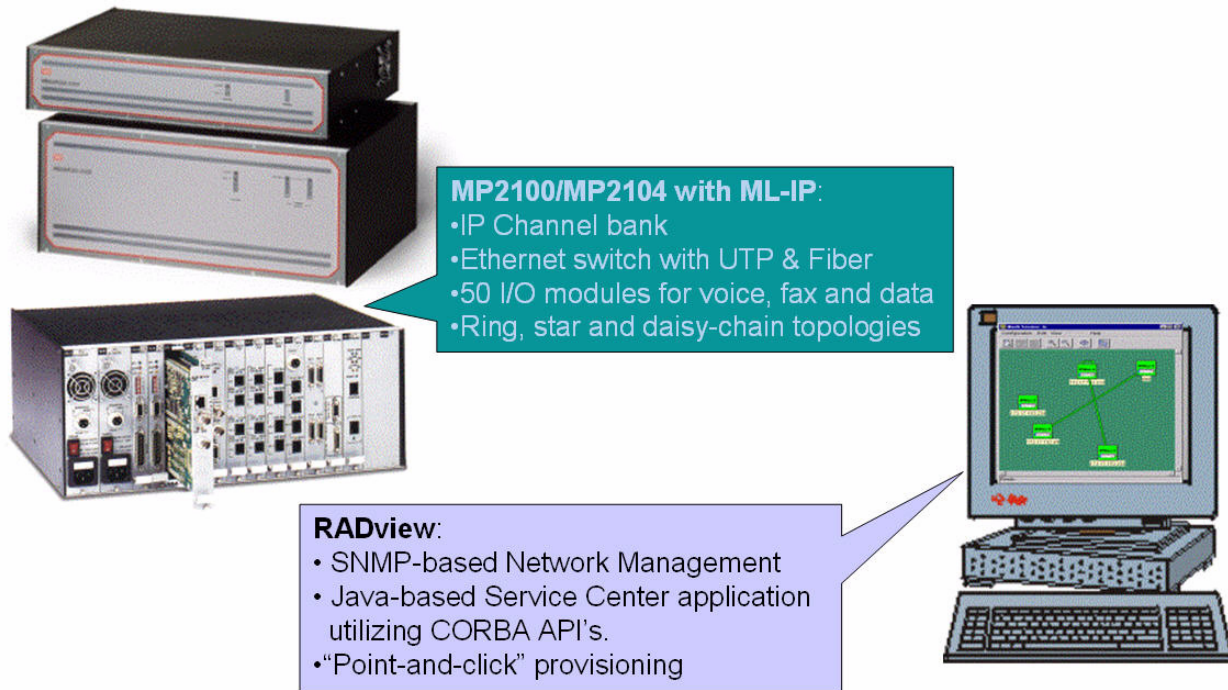 MP2100/MP2104 with ML-IP:
•IP Channel bank
•Ethernet switch with UTP & Fiber
•50 I/O modules for voice, fax and data
•Ring, star and daisy-chain topologies
RADview:
• SNMP-based Network Management
• Java-based Service Center application
utilizing CORBA API's.
•“Point-and-click” provisioning